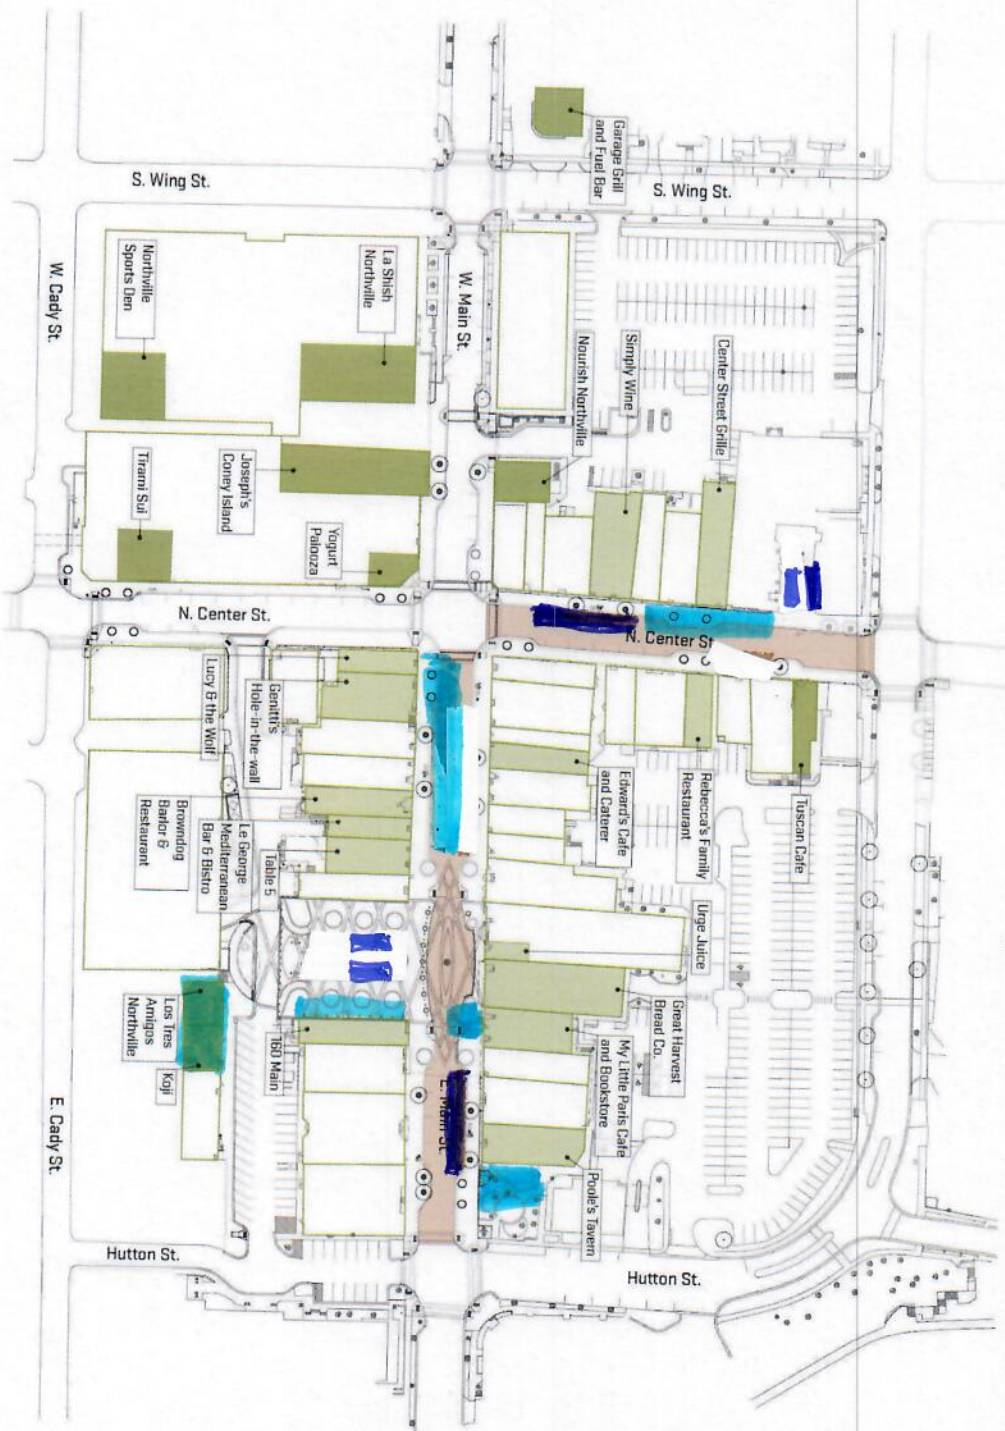 Garage Grill
and Fuel Bar
S. Wing St.
S. Wing St.
Northville
Sports Den
La Shish
Northville
W. Cady St.
W. Main St.
Nourish Northville
Simply Wine
Center Street Grille
Tirami Sui
Joseph's
Coney Island
Yogurt
Palooza
N. Center St.
N. Center St
Lucy & the Wolf
Genitti's
Hole-in-the-wall
Edward's Cafe
and Caterer
Rebecca's Family
Restaurant
Tuscan Cafe
Browndog
Barlor &
Restaurant
Le George
Mediterranean
Bar & Bistro
Table 5
Urge Juice
Great Harvest
Bread Co.
My Little Paris Cafe
and Bookstore
Los Tres
Amigos
Northville
Koji
160 Main
E. Main St.
Poole's Tavern
E. Cady St.
Hutton St.
Hutton St.